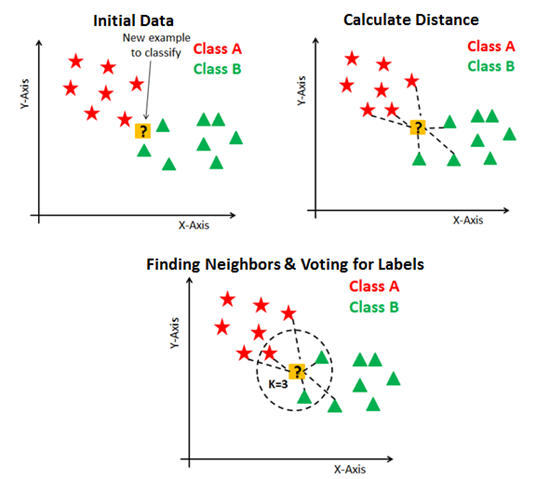 Initial Data
New example
to classify
Class A
Class B
?
Y-Axis
X-Axis
Calculate Distance
Class A
Class B
?
Y-Axis
X-Axis
Finding Neighbors & Voting for Labels
Class A
Class B
?
K=3
Y-Axis
X-Axis